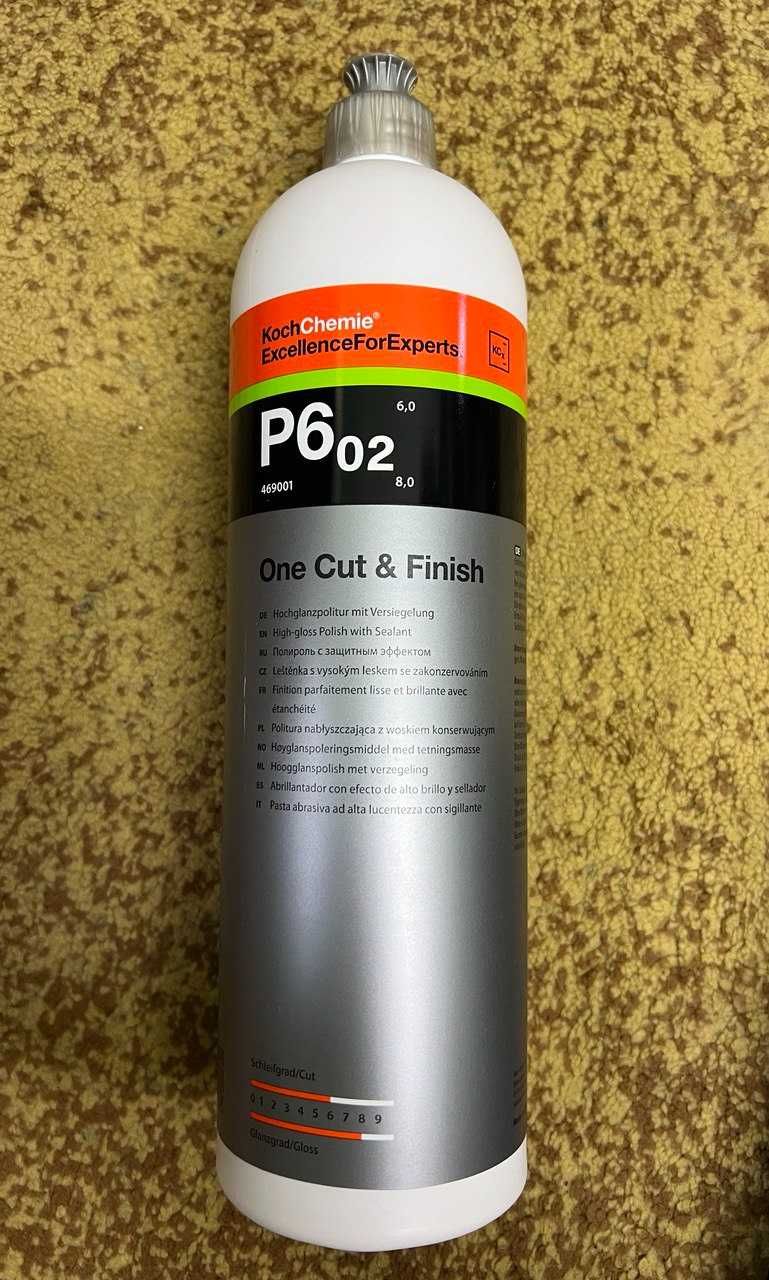 KochChemie®
ExcellenceForExperts.
KCx
P602
6,0
8,0
469001
One Cut & Finish
DE Hochglanzpolitur mit Versiegelung
EN High-gloss Polish with Sealant
RU Полироль с защитным эффектом
CZ Leštěnka s vysokým leskem se zakonzervováním
FR Finition parfaitement lisse et brillante avec
étanchéité
PL Politura nabłyszczająca z woskiem konserwującym
NO Høyglanspoleringsmiddel med tetningsmasse
NL Hoogglanspolish met verzegeling
ES Abrillantador con efecto de alto brillo y sellador
IT Pasta abrasiva ad alta lucentezza con sigillante
DE
Schleifgrad/Cut
0 1 2 3 4 5 6 7 8 9
Glanzgrad/Gloss